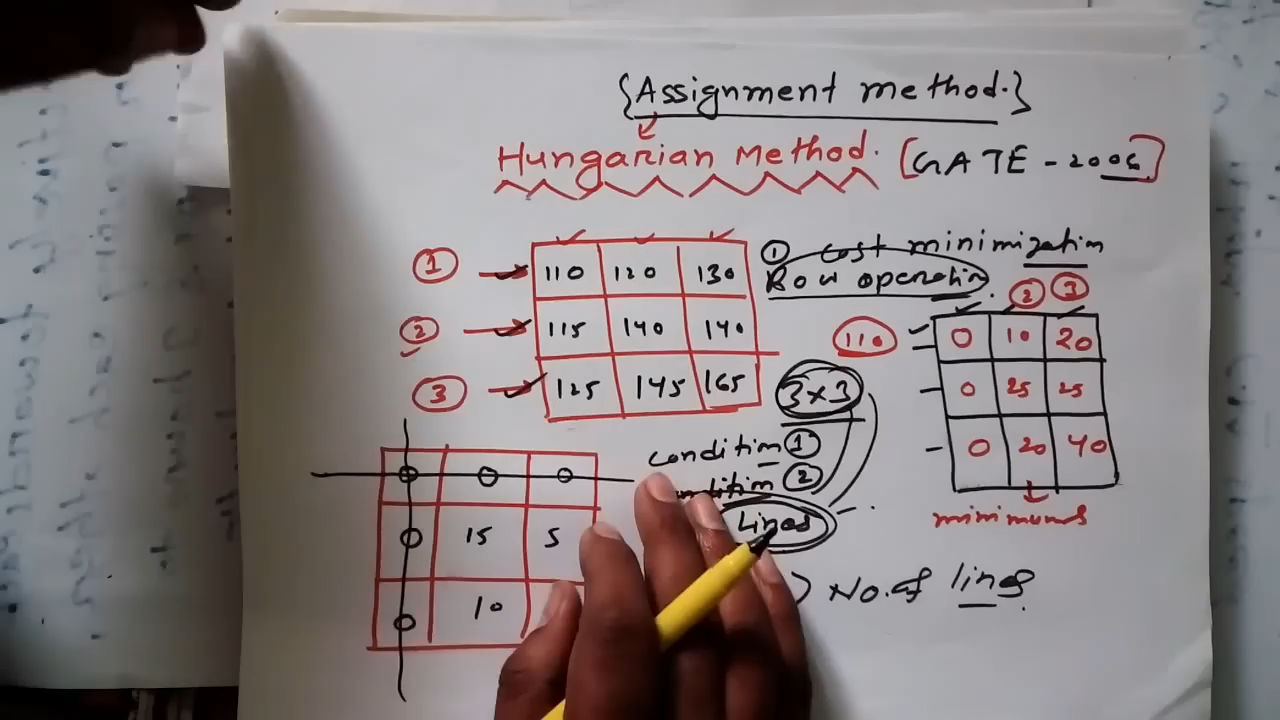 {Assignment method.}
Hungarian Method. [GATE - 2006]
① cost minimization
Row operation
① 110 120 130
② 115 140 140
③ 125 145 165
② ③
110 0 10 20
0 25 25
0 20 40
minimums
3 x 3
condition ①
②
Lines
0 0 0
0 15 5
0 10
No. of lines